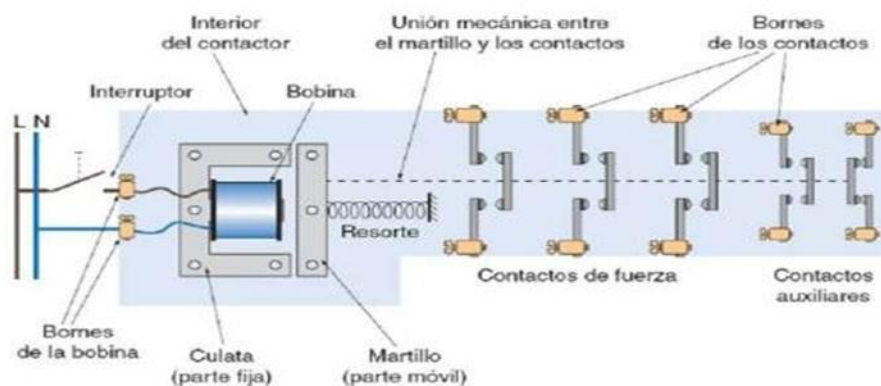 Interior
del contactor
Unión mecánica entre
el martillo y los contactos
Bornes
de los contactos
Interruptor
Bobina
L N
Resorte
Contactos de fuerza
Contactos
auxiliares
Bornes
de la bobina
Culata
(parte fija)
Martillo
(parte móvil)